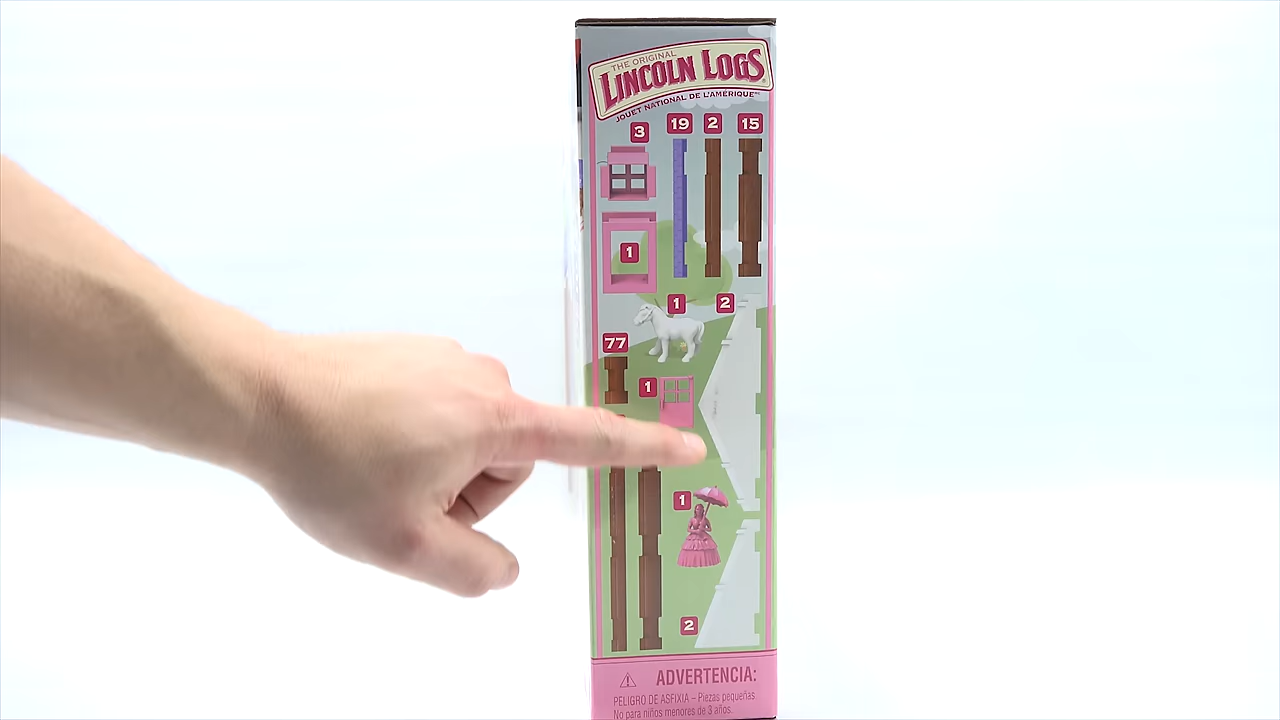 THE ORIGINAL
LINCOLN LOGS
JOUET NATIONAL DE L'AMÉRIQUE
3 19 2 15
1
1 2
77
1
1
2
ADVERTENCIA:
PELIGRO DE ASFIXIA – Piezas pequeñas.
No para niños menores de 3 años.